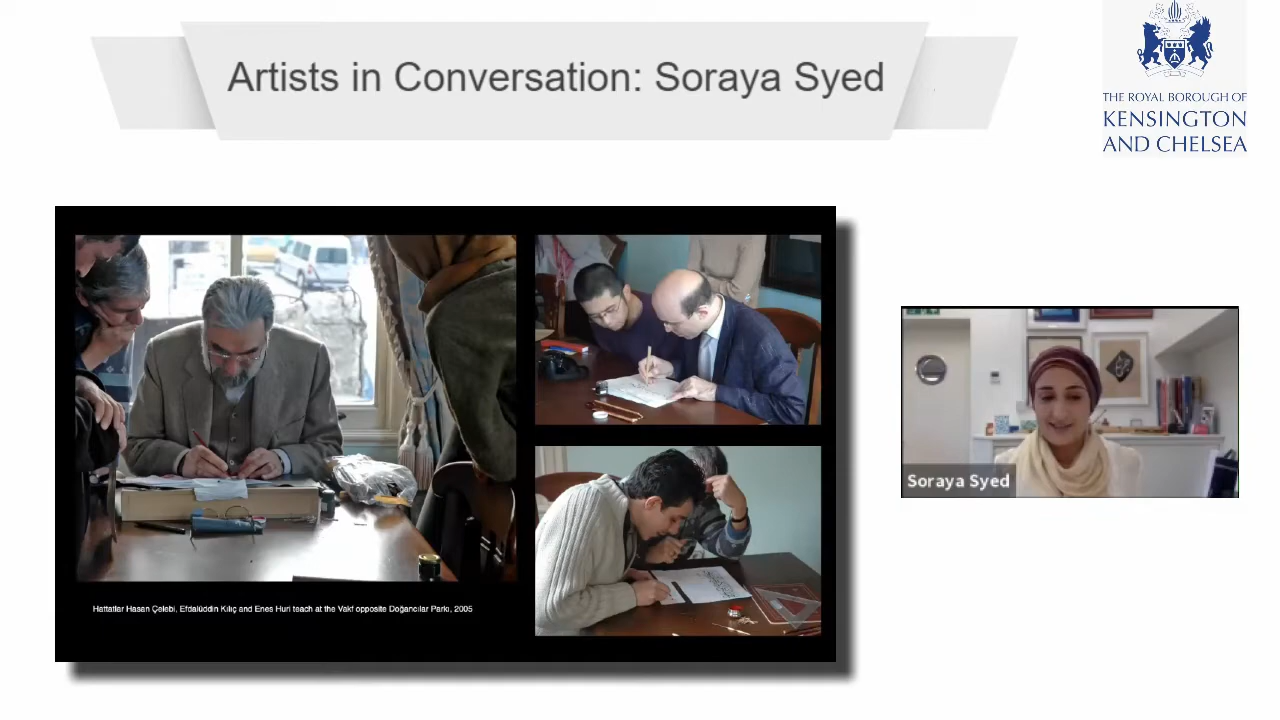 Artists in Conversation: Soraya Syed
THE ROYAL BOROUGH OF
KENSINGTON
AND CHELSEA
Hattatlar Hasan Çelebi, Efdalüddin Kılıç and Enes Huri teach at the Vakf opposite Doğancılar Parkı, 2005
Soraya Syed